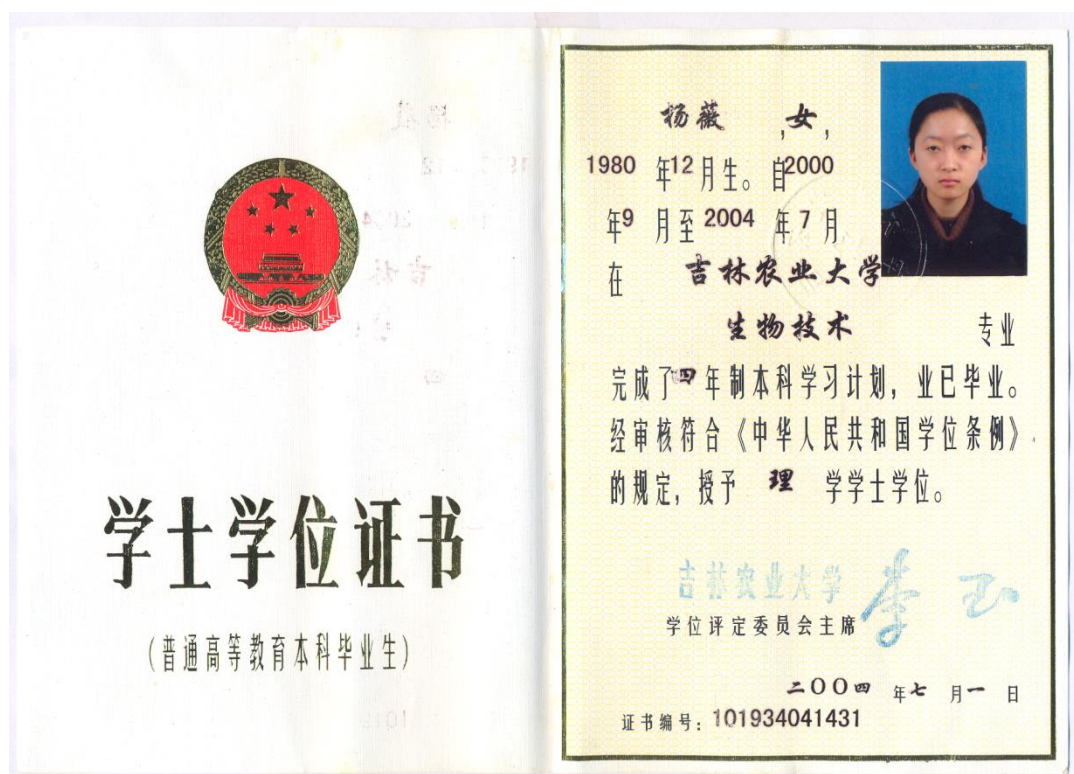 学士学位证书
(普通高等教育本科毕业生)
杨薇,女,
1980年12月生。自2000
年9月至2004年7月
在 吉林农业大学
生物技术 专业
完成了四年制本科学习计划,业已毕业。
经审核符合《中华人民共和国学位条例》
的规定,授予 理 学学士学位。
吉林农业大学
学位评定委员会主席 李玉
二〇〇四年七月一日
证书编号:101934041431